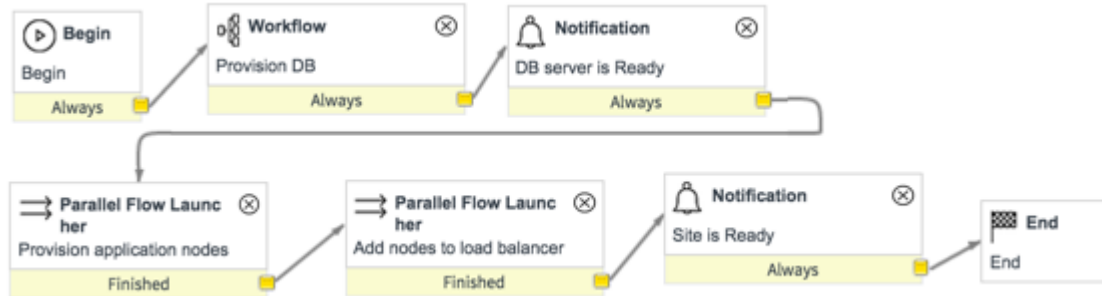 Begin
Begin
Always
Workflow
Provision DB
Always
Notification
DB server is Ready
Always
Parallel Flow Launc
her
Provision application nodes
Finished
Parallel Flow Launc
her
Add nodes to load balancer
Finished
Notification
Site is Ready
Always
End
End